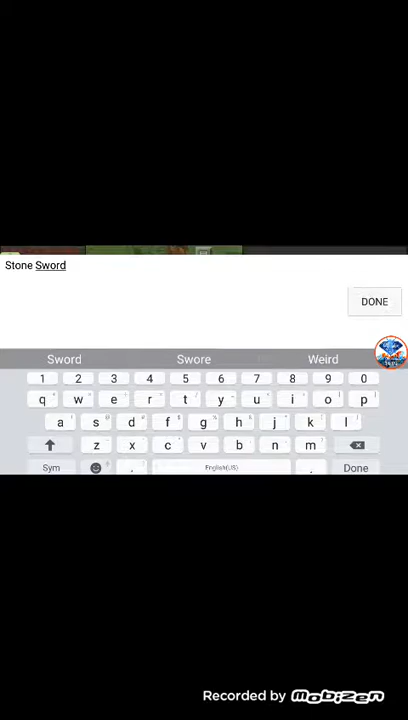 Stone Sword
DONE
Sword Swore Weird
1 2 3 4 5 6 7 8 9 0
q w e r t y u i o p
a s d f g h j k l
z x c v b n m
Sym , English(US) . Done
Recorded by Mobizen